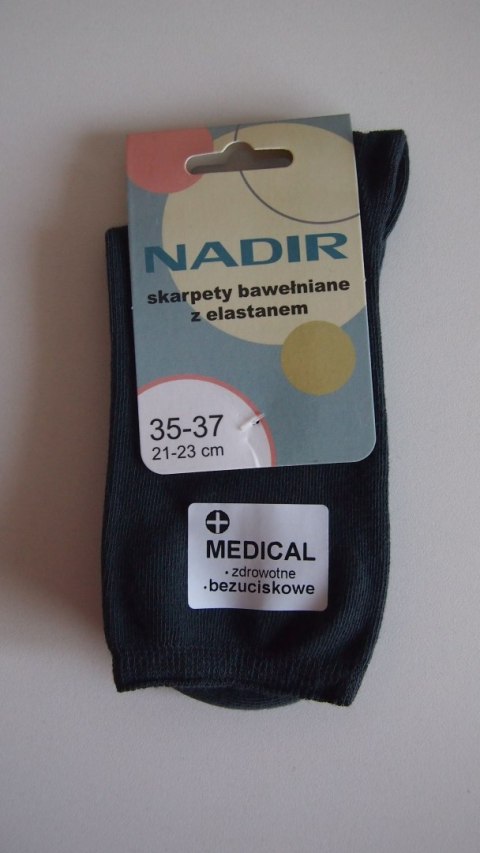 NADIR
skarpety bawełniane
z elastanem
35-37
21-23 cm
MEDICAL
• zdrowotne
• bezuciskowe